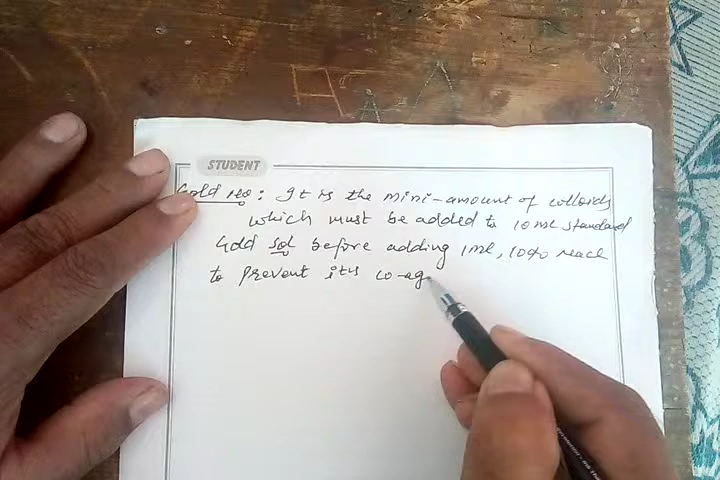 STUDENT
Gold no: It is the mini-amount of colloids
which must be added to 10 ml standard
Gold sol before adding 1ml, 10% NaCl
to prevent it's co-ag